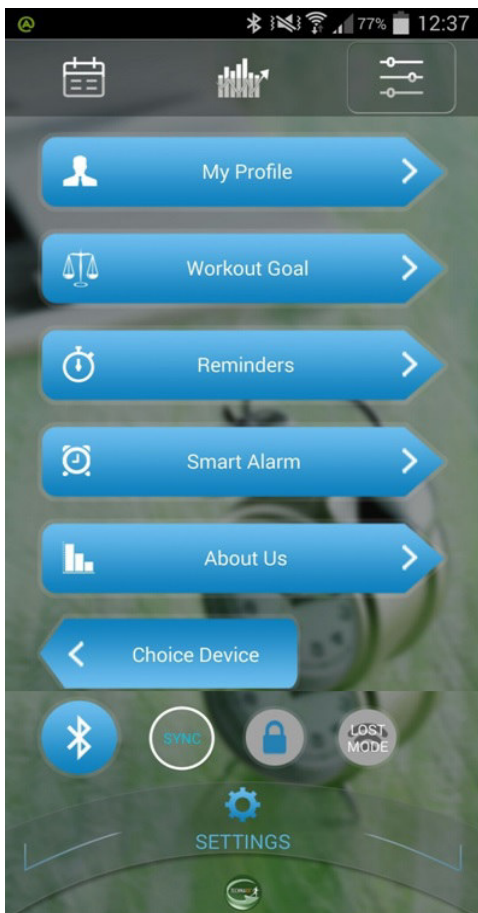 77% 12:37
My Profile
Workout Goal
Reminders
Smart Alarm
About Us
Choice Device
SYNC
LOST
MODE
SETTINGS